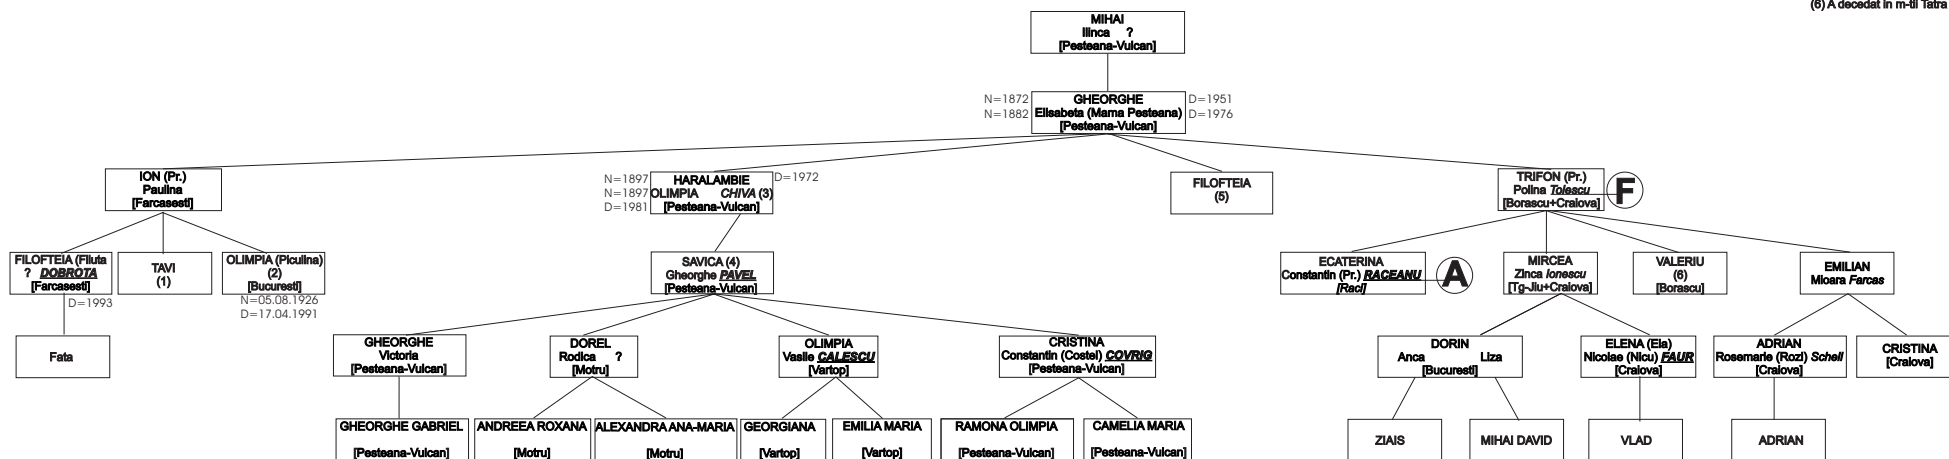 (6) A decedat in m-tii Tatra
MIHAI
Ilinca ?
[Pesteana-Vulcan]
N=1872
N=1882
GHEORGHE
Elisabeta (Mama Pesteana)
[Pesteana-Vulcan]
D=1951
D=1976
ION (Pr.)
Paulina
[Farcasesti]
N=1897
N=1897
D=1981
HARALAMBIE
OLIMPIA CHIVA (3)
[Pesteana-Vulcan]
D=1972
FILOFTEIA
(5)
TRIFON (Pr.)
Polina Tolescu
[Borascu+Craiova]
F
FILOFTEIA (Filuta
? DOBROTA
[Farcasesti]
D=1993
TAVI
(1)
OLIMPIA (Piculina)
(2)
[Bucuresti]
N=05.08.1926
D=17.04.1991
SAVICA (4)
Gheorghe PAVEL
[Pesteana-Vulcan]
ECATERINA
Constantin (Pr.) RACEANU
[Raci]
A
MIRCEA
Zinca Ionescu
[Tg-Jiu+Craiova]
VALERIU
(6)
[Borascu]
EMILIAN
Mioara Farcas
Fata
GHEORGHE
Victoria
[Pesteana-Vulcan]
DOREL
Rodica ?
[Motru]
OLIMPIA
Vasile CALESCU
[Vartop]
CRISTINA
Constantin (Costel) COVRIG
[Pesteana-Vulcan]
DORIN
Anca Liza
[Bucuresti]
ELENA (Ela)
Nicolae (Nicu) FAUR
[Craiova]
ADRIAN
Rosemarie (Rozi) Schell
[Craiova]
CRISTINA
[Craiova]
GHEORGHE GABRIEL
[Pesteana-Vulcan]
ANDREEA ROXANA
[Motru]
ALEXANDRA ANA-MARIA
[Motru]
GEORGIANA
[Vartop]
EMILIA MARIA
[Vartop]
RAMONA OLIMPIA
[Pesteana-Vulcan]
CAMELIA MARIA
[Pesteana-Vulcan]
ZIAIS
MIHAI DAVID
VLAD
ADRIAN